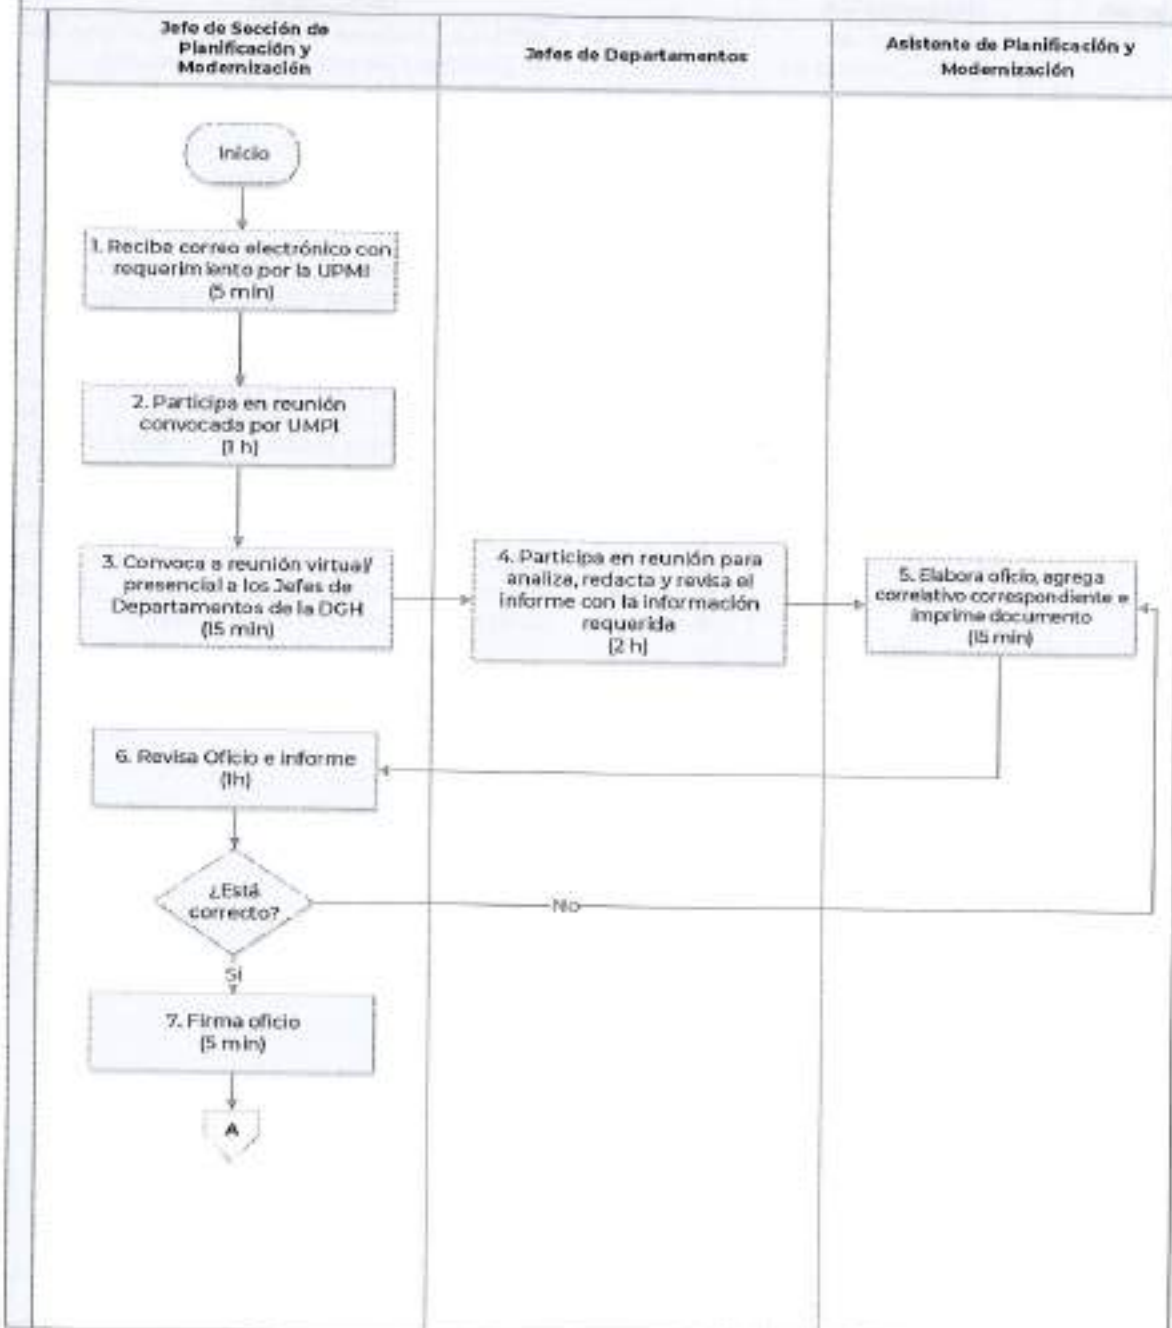 Jefe de Sección de
Planificación y
Modernización
Jefes de Departamentos
Asistente de Planificación y
Modernización
Inicio
1. Recibe correo electrónico con
requerimiento por la UPMI
(5 min)
2. Participa en reunión
convocada por UMPI
(1 h)
3. Convoca a reunión virtual/
presencial a los Jefes de
Departamentos de la DGH
(15 min)
4. Participa en reunión para
analiza, redacta y revisa el
informe con la información
requerida
(2 h)
5. Elabora oficio, agrega
correlativo correspondiente e
imprime documento
(15 min)
6. Revisa Oficio e informe
(1h)
¿Está
correcto?
No
Sí
7. Firma oficio
(5 min)
A